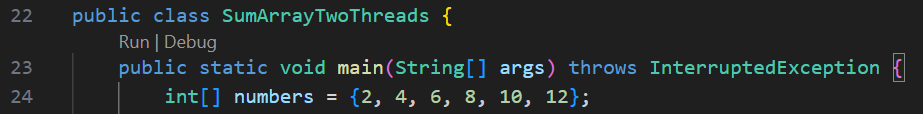 22 public class SumArrayTwoThreads {
Run | Debug
23 public static void main(String[] args) throws InterruptedException {
24 int[] numbers = {2, 4, 6, 8, 10, 12};